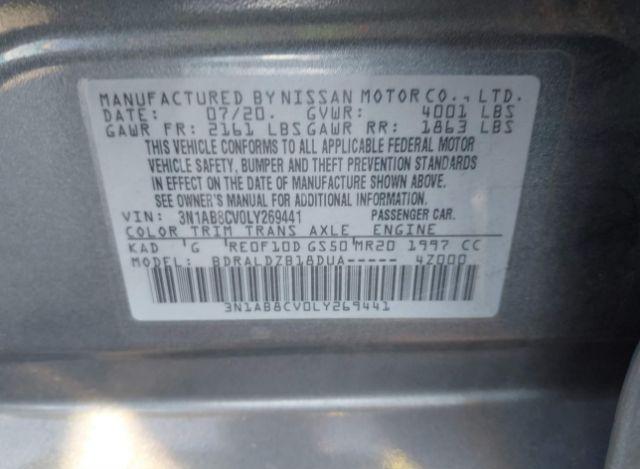 MANUFACTURED BY NISSAN MOTOR CO., LTD.
DATE: 07/20. GVWR: 4001 LBS
GAWR FR: 2161 LBS GAWR RR: 1863 LBS
THIS VEHICLE CONFORMS TO ALL APPLICABLE FEDERAL MOTOR
VEHICLE SAFETY, BUMPER AND THEFT PREVENTION STANDARDS
IN EFFECT ON THE DATE OF MANUFACTURE SHOWN ABOVE.
SEE OWNER'S MANUAL FOR ADDITIONAL INFORMATION.
VIN: 3N1AB8CV0LY269441 PASSENGER CAR.
COLOR TRIM TRANS AXLE ENGINE
KAD G RE0F10D GS50 MR20 1997 CC
MODEL: BDRALDZB18DUA----- 4Z000
3N1AB8CV0LY269441